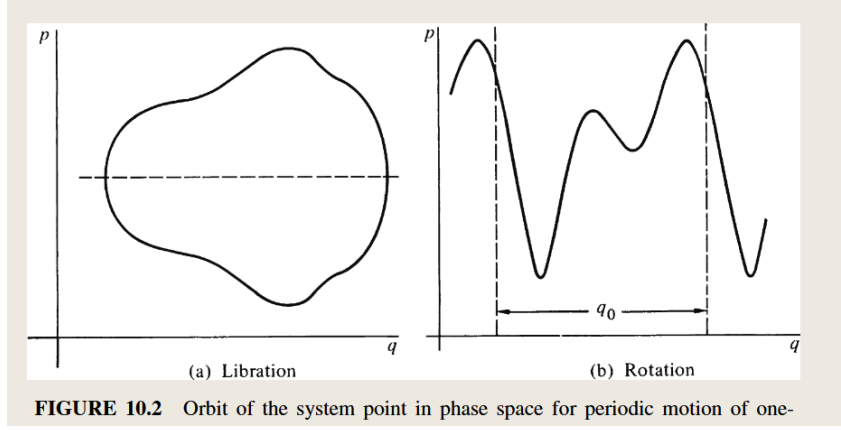 p
q
(a) Libration
p
q0
q
(b) Rotation
FIGURE 10.2 Orbit of the system point in phase space for periodic motion of one-